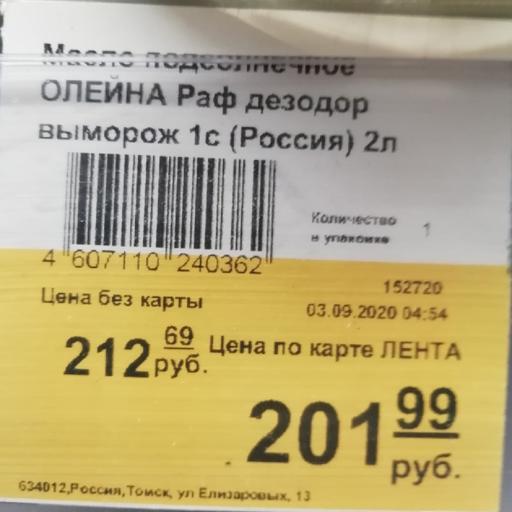 Масло подсолнечное
ОЛЕЙНА Раф дезодор
выморож 1с (Россия) 2л
Количество
в упаковке 1
4 607110 240362
152720
Цена без карты
03.09.2020 04:54
212 69 руб.
Цена по карте ЛЕНТА
201 99 руб.
634012,Россия,Томск, ул Елизаровых, 13